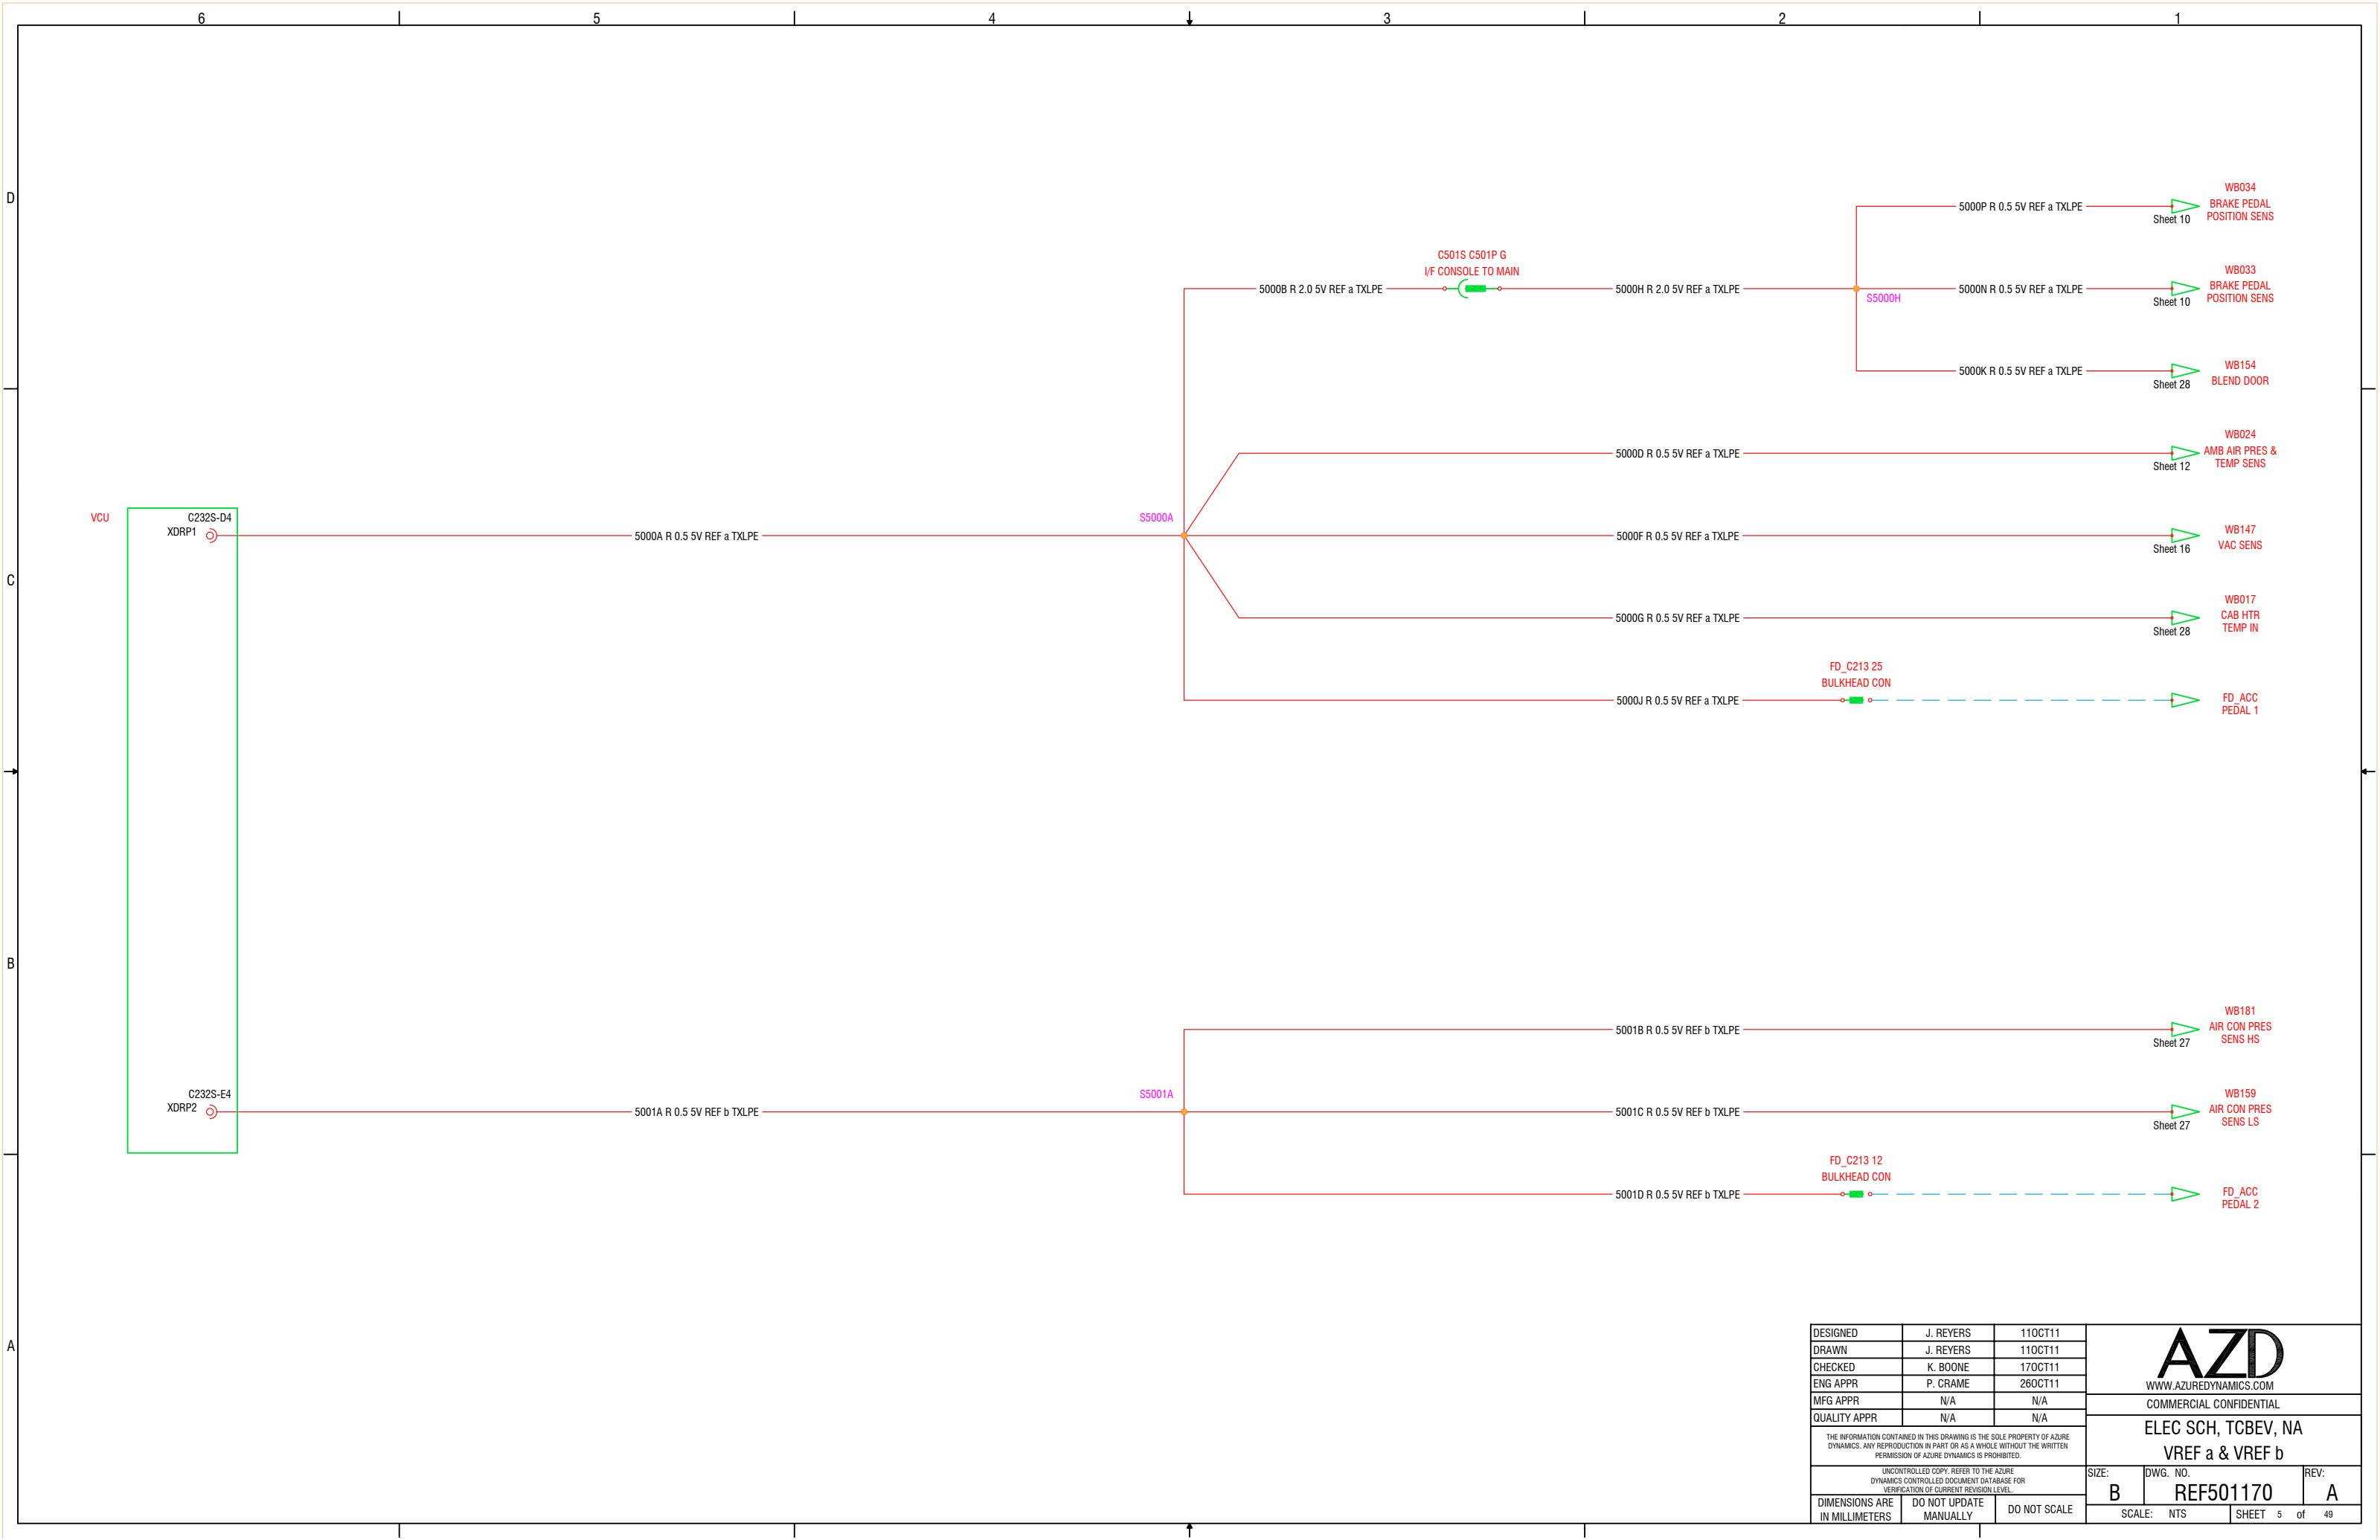 6 5 4 3 2 1
D
C
B
A
WB034
BRAKE PEDAL
POSITION SENS
5000P R 0.5 5V REF a TXLPE
Sheet 10
C501S C501P G
I/F CONSOLE TO MAIN
5000B R 2.0 5V REF a TXLPE
5000H R 2.0 5V REF a TXLPE
S5000H
5000N R 0.5 5V REF a TXLPE
Sheet 10
WB033
BRAKE PEDAL
POSITION SENS
5000K R 0.5 5V REF a TXLPE
Sheet 28
WB154
BLEND DOOR
5000D R 0.5 5V REF a TXLPE
Sheet 12
WB024
AMB AIR PRES &
TEMP SENS
VCU
C232S-D4
XDRP1
5000A R 0.5 5V REF a TXLPE
S5000A
5000F R 0.5 5V REF a TXLPE
Sheet 16
WB147
VAC SENS
5000G R 0.5 5V REF a TXLPE
Sheet 28
WB017
CAB HTR
TEMP IN
5000J R 0.5 5V REF a TXLPE
FD_C213 25
BULKHEAD CON
FD_ACC
PEDAL 1
5001B R 0.5 5V REF b TXLPE
Sheet 27
WB181
AIR CON PRES
SENS HS
C232S-E4
XDRP2
5001A R 0.5 5V REF b TXLPE
S5001A
5001C R 0.5 5V REF b TXLPE
Sheet 27
WB159
AIR CON PRES
SENS LS
5001D R 0.5 5V REF b TXLPE
FD_C213 12
BULKHEAD CON
FD_ACC
PEDAL 2
DESIGNED J. REYERS 11OCT11
DRAWN J. REYERS 11OCT11
CHECKED K. BOONE 17OCT11
ENG APPR P. CRAME 26OCT11
MFG APPR N/A N/A
QUALITY APPR N/A N/A
THE INFORMATION CONTAINED IN THIS DRAWING IS THE SOLE PROPERTY OF AZURE
DYNAMICS. ANY REPRODUCTION IN PART OR AS A WHOLE WITHOUT THE WRITTEN
PERMISSION OF AZURE DYNAMICS IS PROHIBITED.
UNCONTROLLED COPY. REFER TO THE AZURE
DYNAMICS CONTROLLED DOCUMENT DATABASE FOR
VERIFICATION OF CURRENT REVISION LEVEL.
DIMENSIONS ARE
IN MILLIMETERS
DO NOT UPDATE
MANUALLY
DO NOT SCALE
AZD
WWW.AZUREDYNAMICS.COM
COMMERCIAL CONFIDENTIAL
ELEC SCH, TCBEV, NA
VREF a & VREF b
SIZE: DWG. NO. REV:
B REF501170 A
SCALE: NTS SHEET 5 of 49